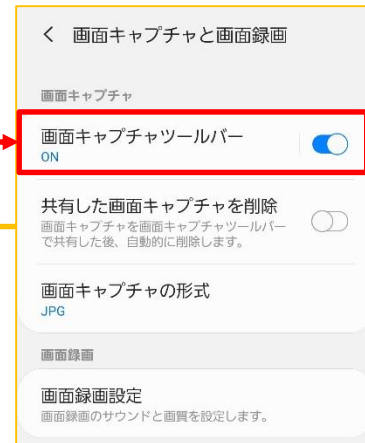 画面キャプチャと画面録画
画面キャプチャ
画面キャプチャツールバー
ON
共有した画面キャプチャを削除
画面キャプチャを画面キャプチャツールバー
で共有した後、自動的に削除します。
画面キャプチャの形式
JPG
画面録画
画面録画設定
画面録画のサウンドと画質を設定します。